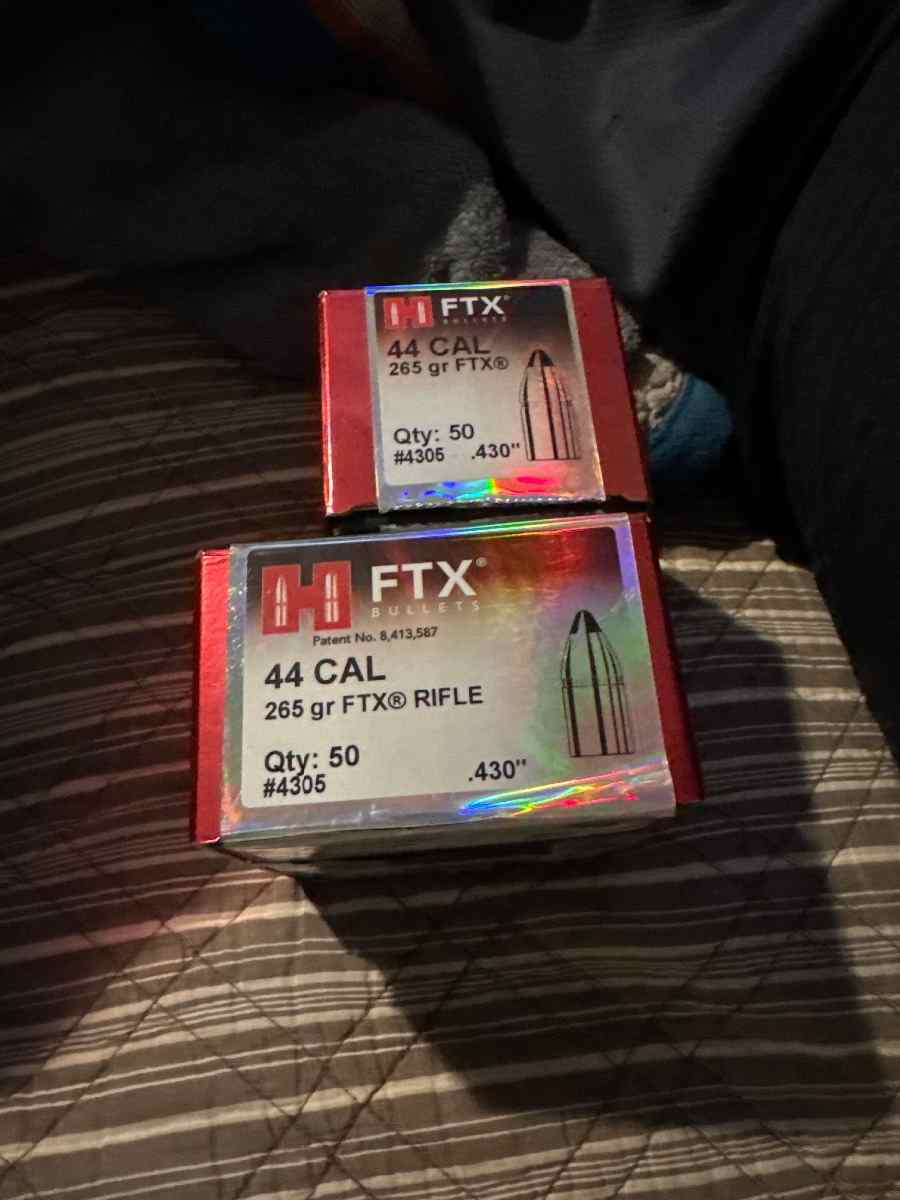 H FTX®
BULLETS
44 CAL
265 gr FTX®
Qty: 50
#4305 .430"
H FTX®
BULLETS
Patent No. 8,413,587
44 CAL
265 gr FTX® RIFLE
Qty: 50
#4305 .430"